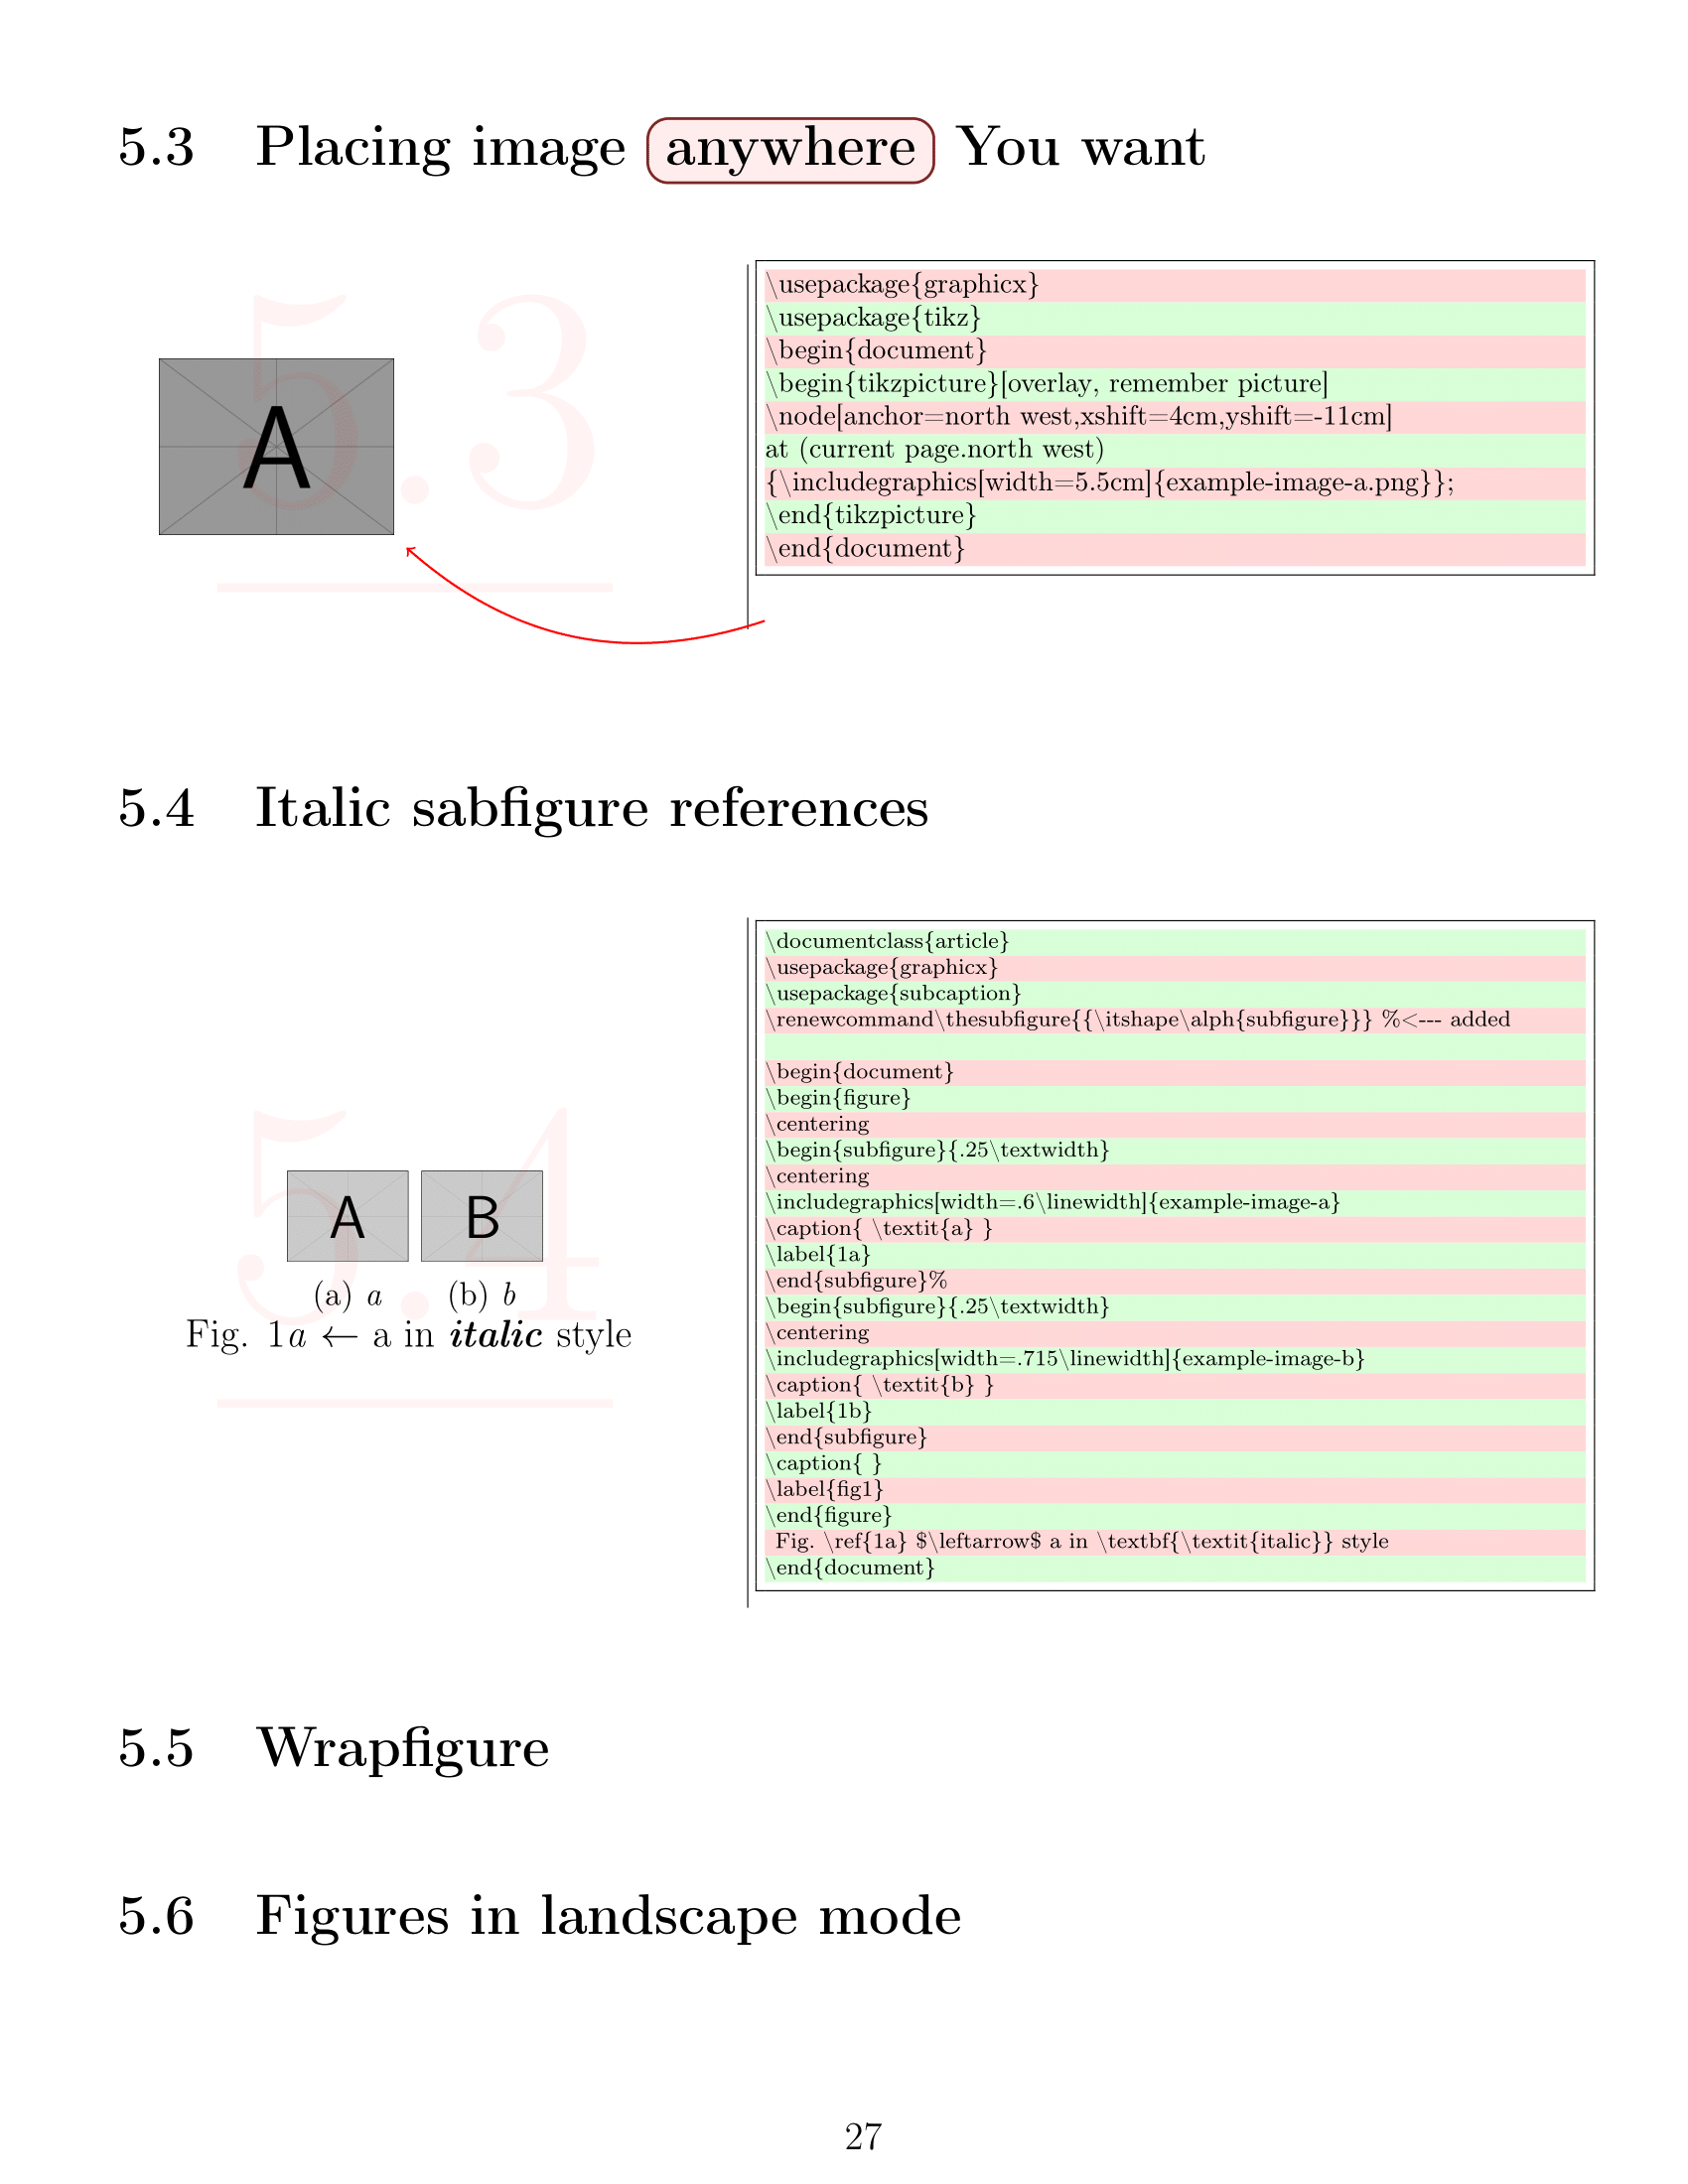 5.3 Placing image anywhere You want
5.3
A
\usepackage{graphicx}
\usepackage{tikz}
\begin{document}
\begin{tikzpicture}[overlay, remember picture]
\node[anchor=north west,xshift=4cm,yshift=-11cm]
at (current page.north west)
{\includegraphics[width=5.5cm]{example-image-a.png}};
\end{tikzpicture}
\end{document}
5.4 Italic sabfigure references
5.4
A B
(a) a (b) b
Fig. 1a ← a in italic style
\documentclass{article}
\usepackage{graphicx}
\usepackage{subcaption}
\renewcommand\thesubfigure{{\itshape\alph{subfigure}}} %<--- added
\begin{document}
\begin{figure}
\centering
\begin{subfigure}{.25\textwidth}
\centering
\includegraphics[width=.6\linewidth]{example-image-a}
\caption{ \textit{a} }
\label{1a}
\end{subfigure}%
\begin{subfigure}{.25\textwidth}
\centering
\includegraphics[width=.715\linewidth]{example-image-b}
\caption{ \textit{b} }
\label{1b}
\end{subfigure}
\caption{ }
\label{fig1}
\end{figure}
Fig. \ref{1a} $\leftarrow$ a in \textbf{\textit{italic}} style
\end{document}
5.5 Wrapfigure
5.6 Figures in landscape mode
27